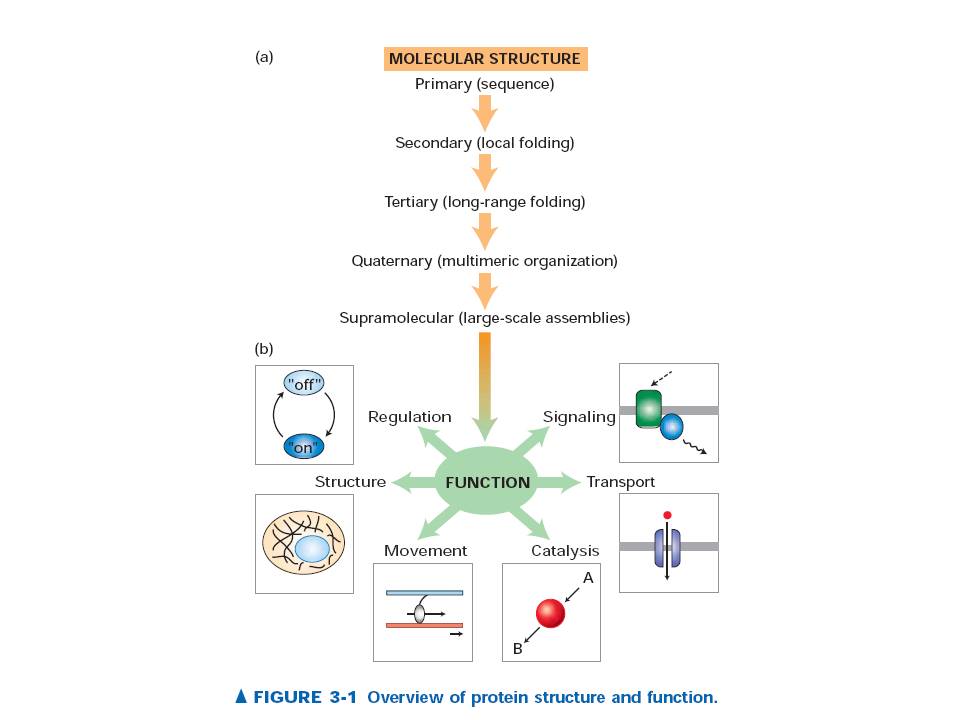 (a)
MOLECULAR STRUCTURE
Primary (sequence)
Secondary (local folding)
Tertiary (long-range folding)
Quaternary (multimeric organization)
Supramolecular (large-scale assemblies)
(b)
"off"
"on"
Regulation
Signaling
Structure
FUNCTION
Transport
Movement
Catalysis
A
B
▲ FIGURE 3-1 Overview of protein structure and function.